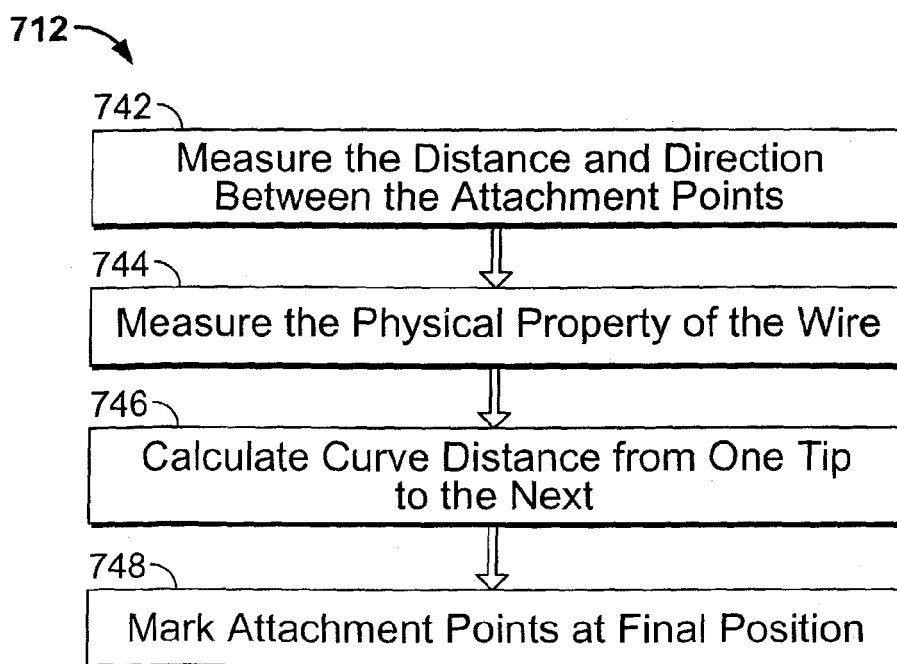 712
742
Measure the Distance and Direction
Between the Attachment Points
744
Measure the Physical Property of the Wire
746
Calculate Curve Distance from One Tip
to the Next
748
Mark Attachment Points at Final Position